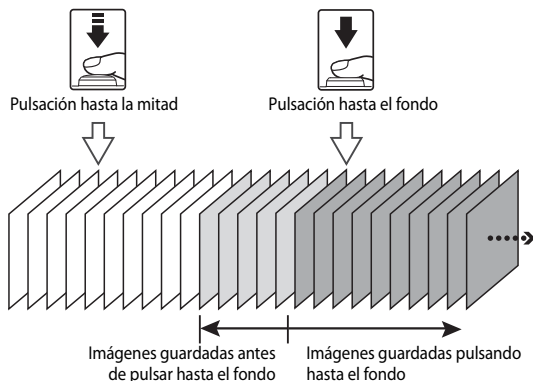 Pulsación hasta la mitad
Pulsación hasta el fondo
Imágenes guardadas antes
de pulsar hasta el fondo
Imágenes guardadas pulsando
hasta el fondo